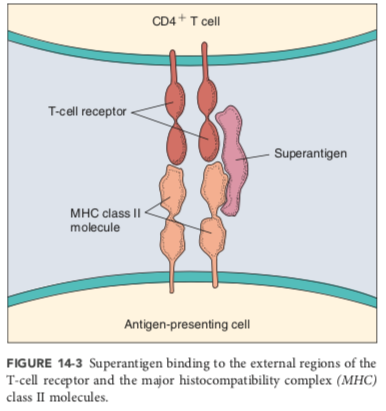 CD4+ T cell
T-cell receptor
Superantigen
MHC class II
molecule
Antigen-presenting cell
FIGURE 14-3 Superantigen binding to the external regions of the
T-cell receptor and the major histocompatibility complex (MHC)
class II molecules.